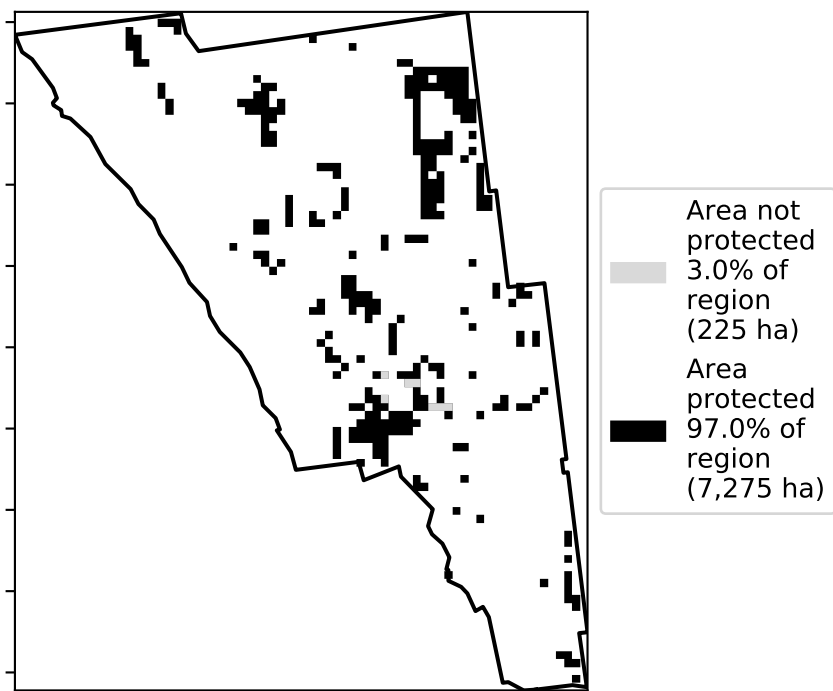 Area not
protected
3.0% of
region
(225 ha)
Area
protected
97.0% of
region
(7,275 ha)